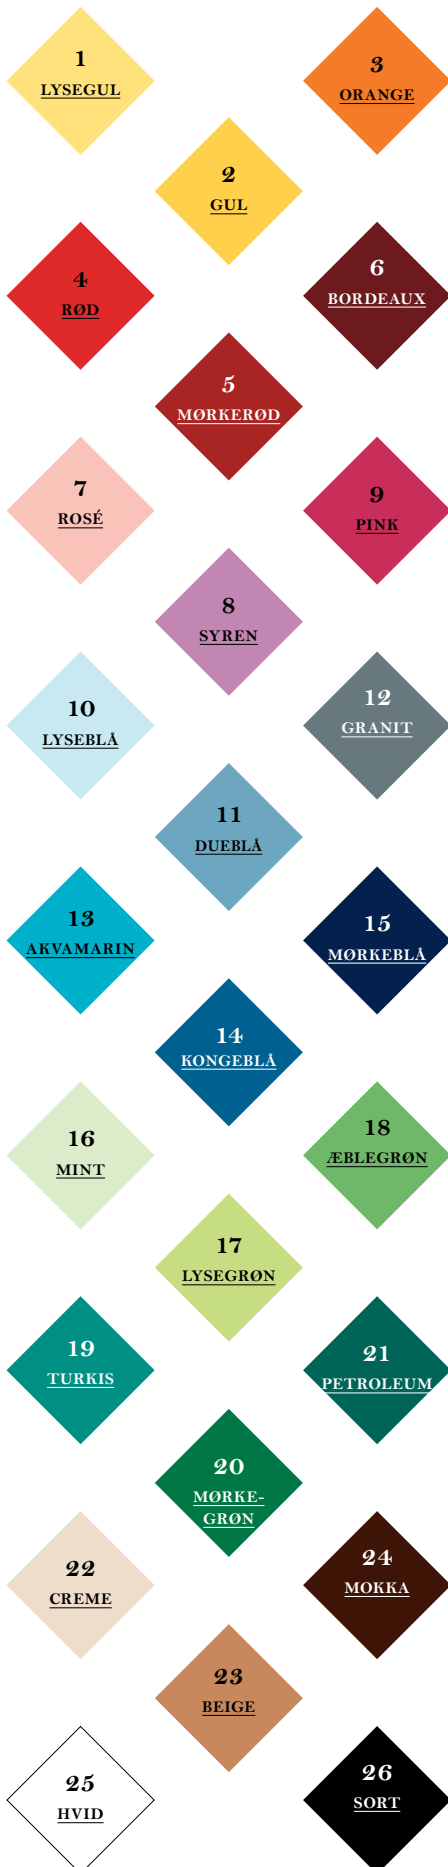 1
LYSEGUL
2
GUL
3
ORANGE
4
RØD
5
MØRKERØD
6
BORDEAUX
7
ROSÉ
8
SYREN
9
PINK
10
LYSEBLÅ
11
DUEBLÅ
12
GRANIT
13
AKVAMARIN
14
KONGEBLÅ
15
MØRKEBLÅ
16
MINT
17
LYSEGRØN
18
ÆBLEGRØN
19
TURKIS
20
MØRKE-
GRØN
21
PETROLEUM
22
CREME
23
BEIGE
24
MOKKA
25
HVID
26
SORT